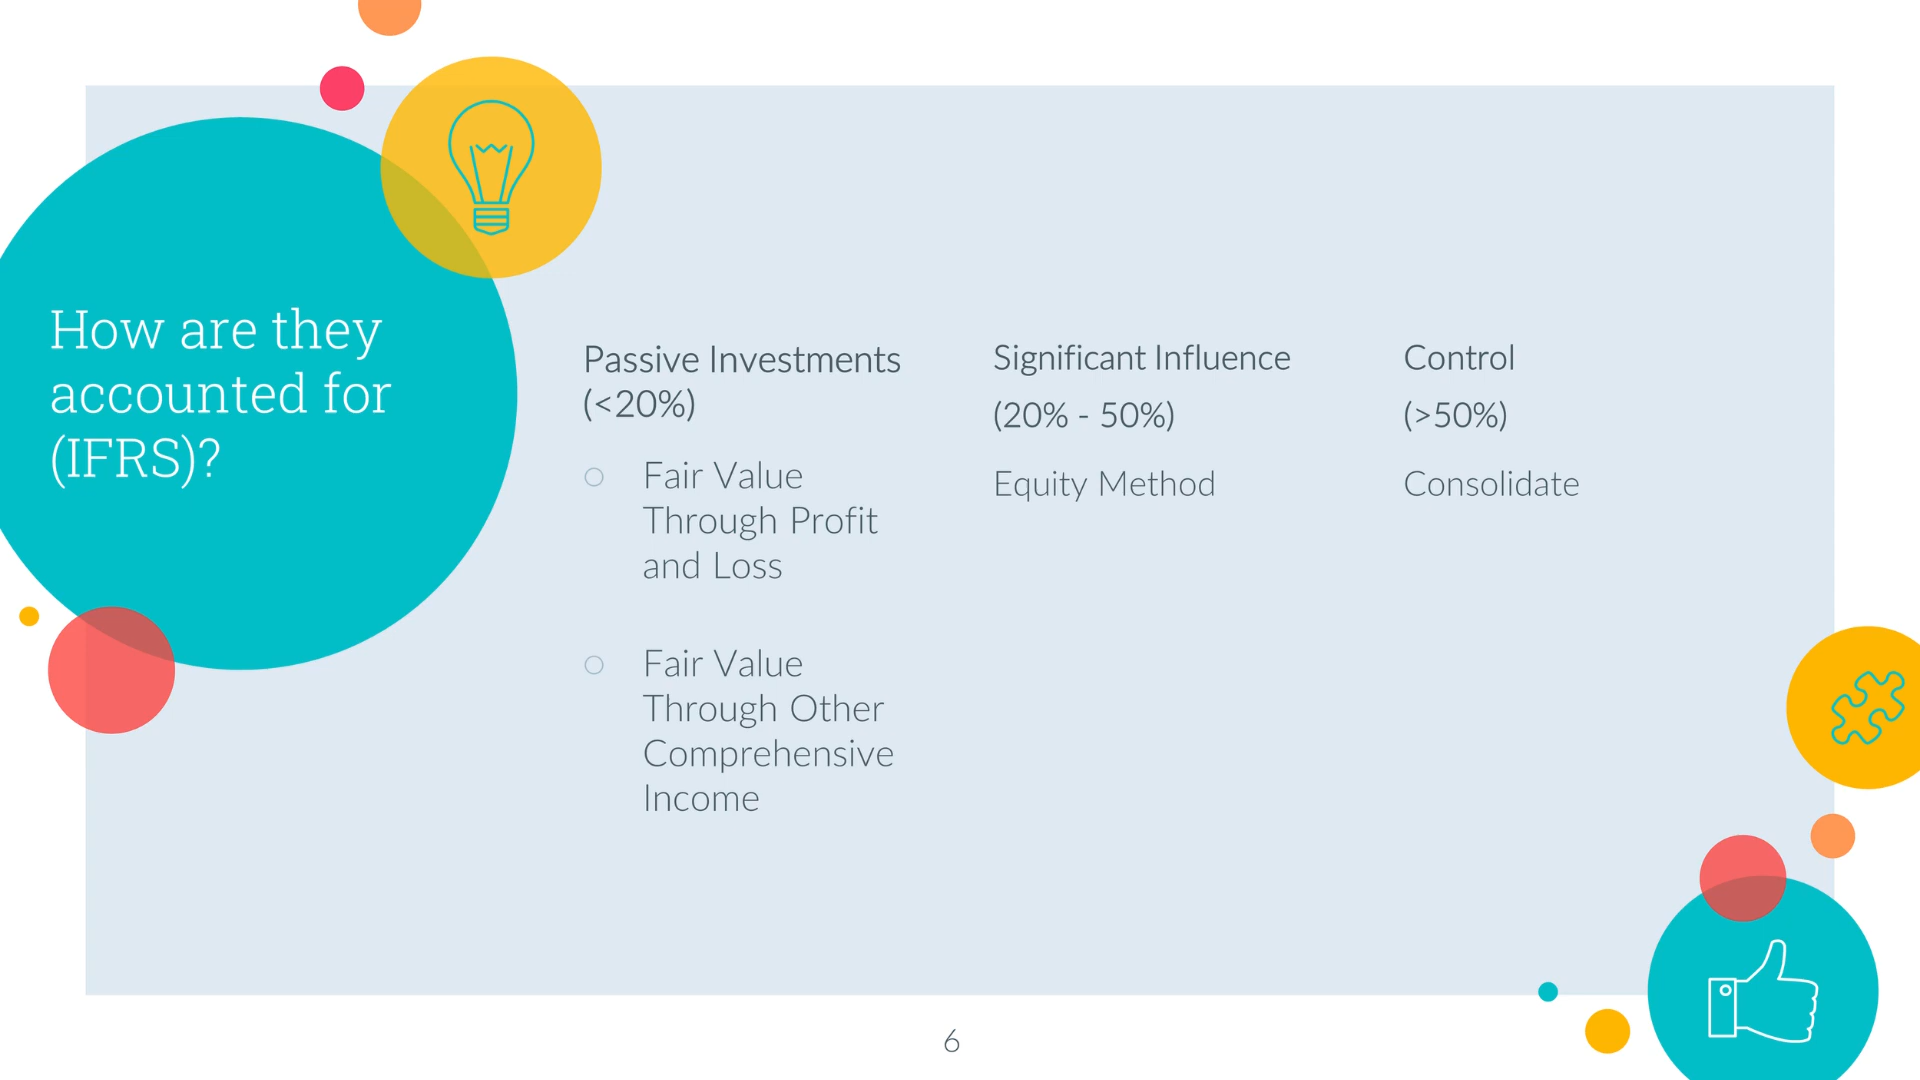 How are they
accounted for
(IFRS)?
Passive Investments
(<20%)
○ Fair Value
Through Profit
and Loss
○ Fair Value
Through Other
Comprehensive
Income
Significant Influence
(20% - 50%)
Equity Method
Control
(>50%)
Consolidate
6